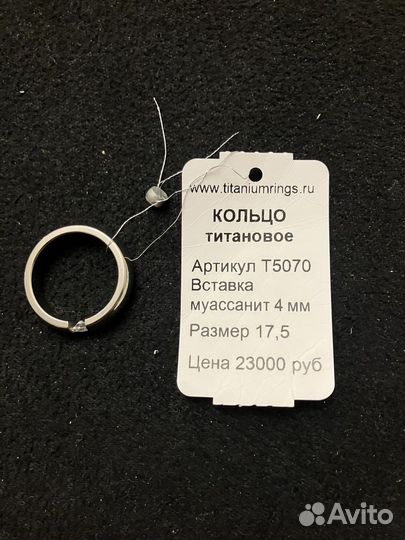 www.titaniumrings.ru
КОЛЬЦО
титановое
Артикул Т5070
Вставка
муассанит 4 мм
Размер 17,5
Цена 23000 руб
Avito